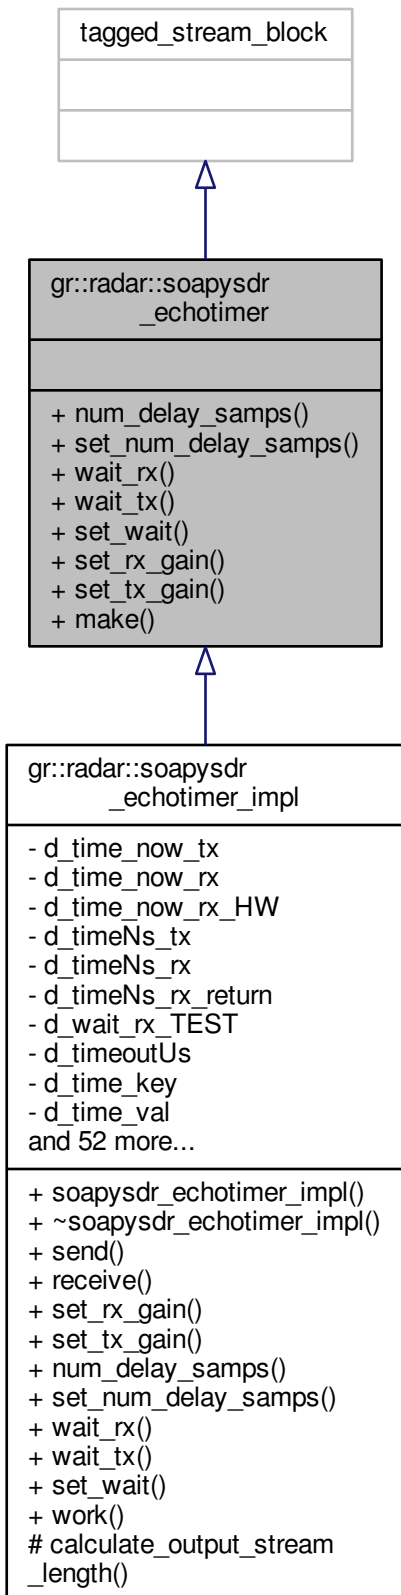 tagged_stream_block
gr::radar::soapysdr
_echotimer
+ num_delay_samps()
+ set_num_delay_samps()
+ wait_rx()
+ wait_tx()
+ set_wait()
+ set_rx_gain()
+ set_tx_gain()
+ make()
gr::radar::soapysdr
_echotimer_impl
- d_time_now_tx
- d_time_now_rx
- d_time_now_rx_HW
- d_timeNs_tx
- d_timeNs_rx
- d_timeNs_rx_return
- d_wait_rx_TEST
- d_timeoutUs
- d_time_key
- d_time_val
and 52 more...
+ soapysdr_echotimer_impl()
+ ~soapysdr_echotimer_impl()
+ send()
+ receive()
+ set_rx_gain()
+ set_tx_gain()
+ num_delay_samps()
+ set_num_delay_samps()
+ wait_rx()
+ wait_tx()
+ set_wait()
+ work()
# calculate_output_stream
_length()